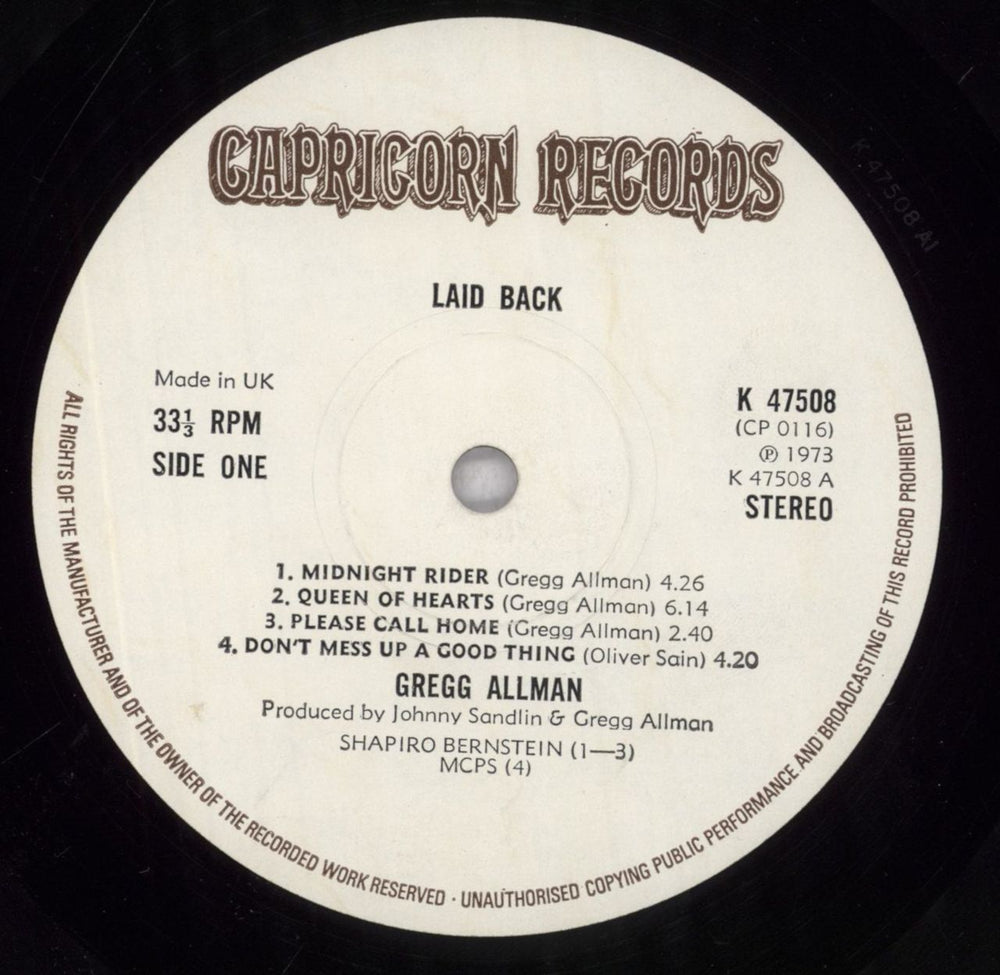 CAPRICORN RECORDS
LAID BACK
Made in UK
33⅓ RPM
SIDE ONE
K 47508
(CP 0116)
℗ 1973
K 47508 A
STEREO
1. MIDNIGHT RIDER (Gregg Allman) 4.26
2. QUEEN OF HEARTS (Gregg Allman) 6.14
3. PLEASE CALL HOME (Gregg Allman) 2.40
4. DON'T MESS UP A GOOD THING (Oliver Sain) 4.20
GREGG ALLMAN
Produced by Johnny Sandlin & Gregg Allman
SHAPIRO BERNSTEIN (1—3)
MCPS (4)
ALL RIGHTS OF THE MANUFACTURER AND OF THE OWNER OF THE RECORDED WORK RESERVED · UNAUTHORISED COPYING PUBLIC PERFORMANCE AND BROADCASTING OF THIS RECORD PROHIBITED
K 47508 A1